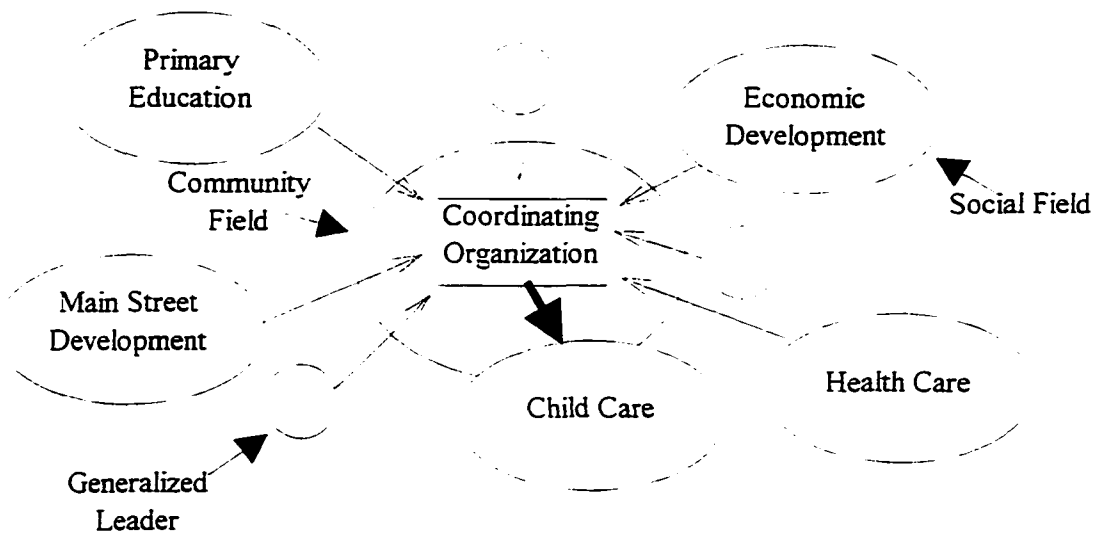 Primary
Education
Economic
Development
Community
Field
Coordinating
Organization
Social Field
Main Street
Development
Child Care
Health Care
Generalized
Leader